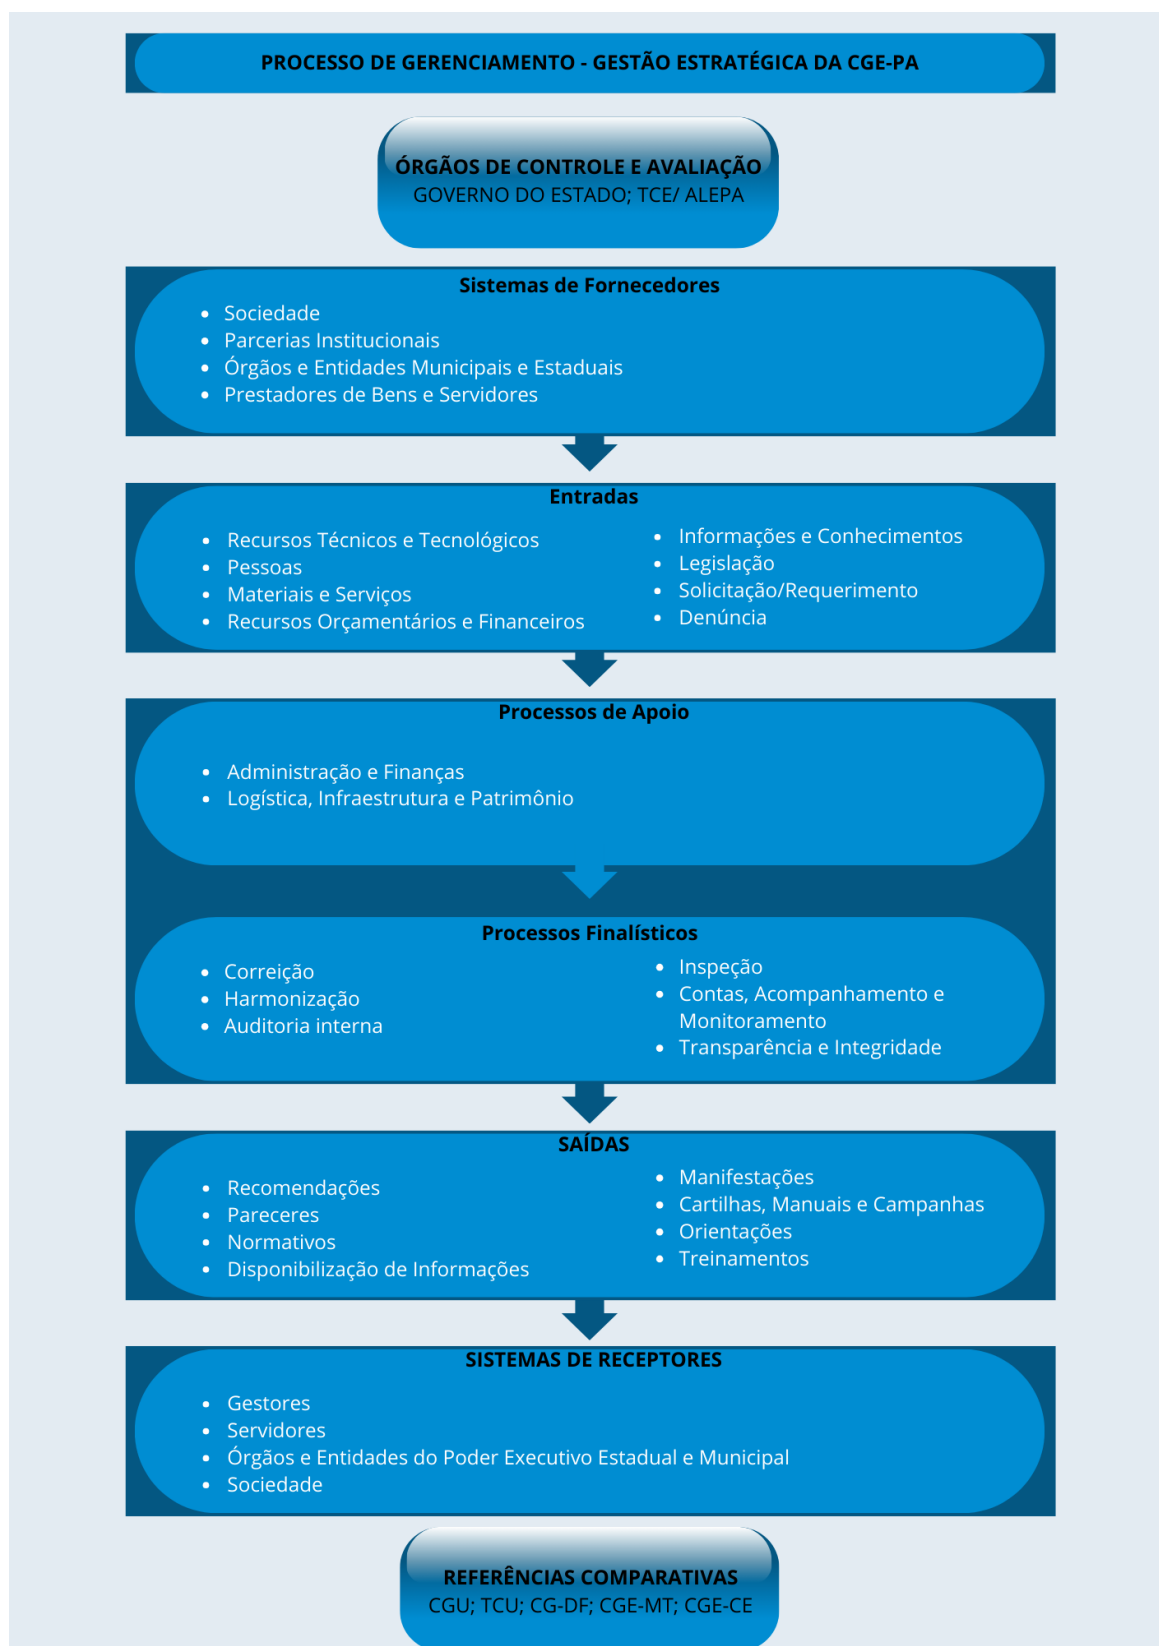 PROCESSO DE GERENCIAMENTO - GESTÃO ESTRATÉGICA DA CGE-PA
ÓRGÃOS DE CONTROLE E AVALIAÇÃO
GOVERNO DO ESTADO; TCE/ ALEPA
Sistemas de Fornecedores
• Sociedade
• Parcerias Institucionais
• Órgãos e Entidades Municipais e Estaduais
• Prestadores de Bens e Servidores
Entradas
• Recursos Técnicos e Tecnológicos
• Pessoas
• Materiais e Serviços
• Recursos Orçamentários e Financeiros
• Informações e Conhecimentos
• Legislação
• Solicitação/Requerimento
• Denúncia
Processos de Apoio
• Administração e Finanças
• Logística, Infraestrutura e Patrimônio
Processos Finalísticos
• Correição
• Harmonização
• Auditoria interna
• Inspeção
• Contas, Acompanhamento e
Monitoramento
• Transparência e Integridade
SAÍDAS
• Recomendações
• Pareceres
• Normativos
• Disponibilização de Informações
• Manifestações
• Cartilhas, Manuais e Campanhas
• Orientações
• Treinamentos
SISTEMAS DE RECEPTORES
• Gestores
• Servidores
• Órgãos e Entidades do Poder Executivo Estadual e Municipal
• Sociedade
REFERÊNCIAS COMPARATIVAS
CGU; TCU; CG-DF; CGE-MT; CGE-CE